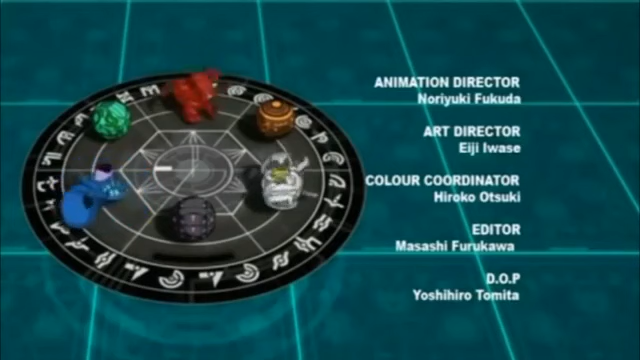 ANIMATION DIRECTOR
Noriyuki Fukuda
ART DIRECTOR
Eiji Iwase
COLOUR COORDINATOR
Hiroko Otsuki
EDITOR
Masashi Furukawa
D.O.P
Yoshihiro Tomita